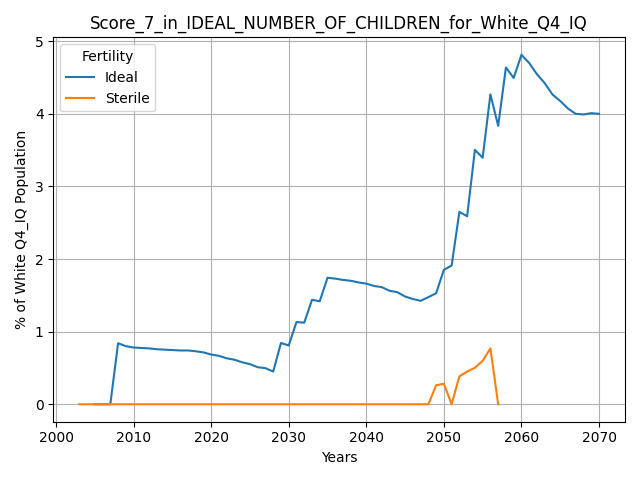 Score_7_in_IDEAL_NUMBER_OF_CHILDREN_for_White_Q4_IQ
Fertility
Ideal
Sterile
% of White Q4_IQ Population
5
4
3
2
1
0
2000 2010 2020 2030 2040 2050 2060 2070
Years